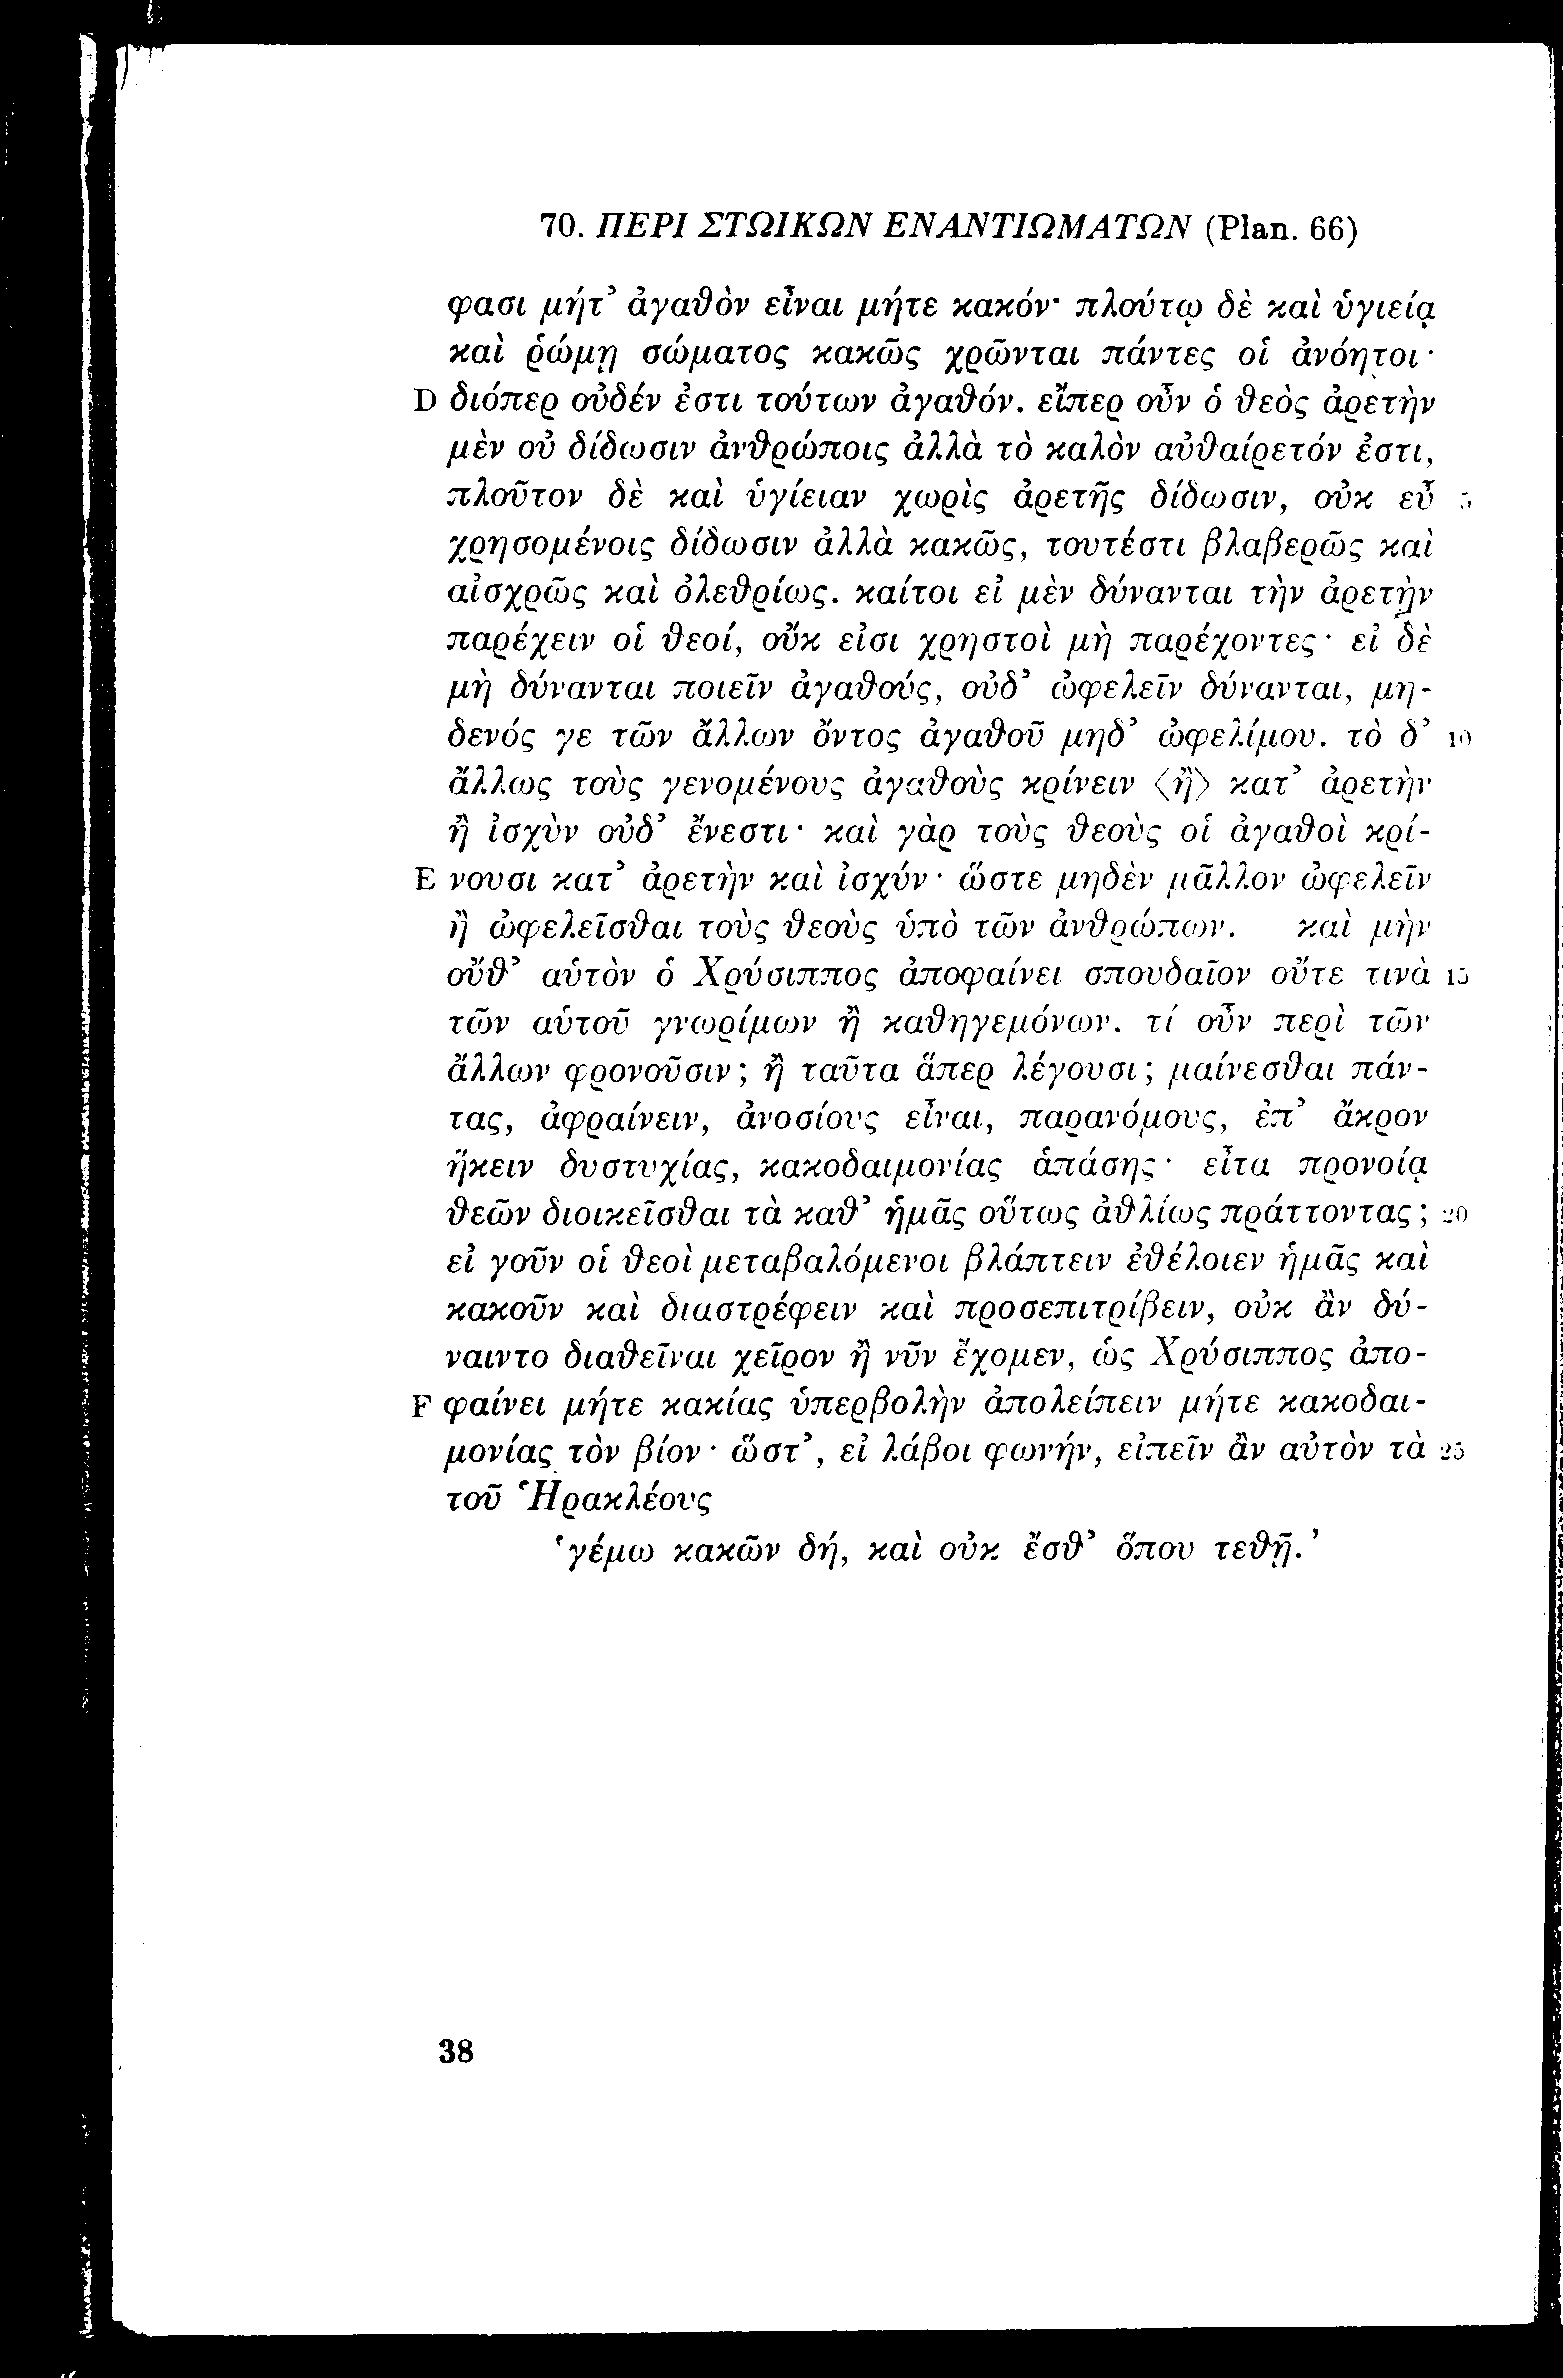 70. ΠΕΡΙ ΣΤΩΙΚΩΝ ΕΝΑΝΤΙΩΜΑΤΩΝ (Plan. 66)
φασι μήτ’ ἀγαθὸν εἶναι μήτε κακόν· πλούτῳ δὲ καὶ ὑγιείᾳ
καὶ ῥώμῃ σώματος κακῶς χρῶνται πάντες οἱ ἀνόητοι·
D διόπερ οὐδέν ἐστι τούτων ἀγαθόν. εἴπερ οὖν ὁ θεὸς ἀρετὴν
μὲν οὐ δίδωσιν ἀνθρώποις ἀλλὰ τὸ καλὸν αὐθαίρετόν ἐστι,
πλοῦτον δὲ καὶ ὑγίειαν χωρὶς ἀρετῆς δίδωσιν, οὐκ εὖ 5
χρησομένοις δίδωσιν ἀλλὰ κακῶς, τουτέστι βλαβερῶς καὶ
αἰσχρῶς καὶ ὀλεθρίως. καίτοι εἰ μὲν δύνανται τὴν ἀρετὴν
παρέχειν οἱ θεοί, οὔκ εἰσι χρηστοὶ μὴ παρέχοντες· εἰ δὲ
μὴ δύνανται ποιεῖν ἀγαθούς, οὐδ’ ὠφελεῖν δύνανται, μη-
δενός γε τῶν ἄλλων ὄντος ἀγαθοῦ μηδ’ ὠφελίμου. τὸ δ’ 10
ἄλλως τοὺς γενομένους ἀγαθοὺς κρίνειν ⟨ἢ⟩ κατ’ ἀρετὴν
ἢ ἰσχὺν οὐδ’ ἔνεστι· καὶ γὰρ τοὺς θεοὺς οἱ ἀγαθοὶ κρί-
E νουσι κατ’ ἀρετὴν καὶ ἰσχύν· ὥστε μηδὲν μᾶλλον ὠφελεῖν
ἢ ὠφελεῖσθαι τοὺς θεοὺς ὑπὸ τῶν ἀνθρώπων. καὶ μὴν
οὔθ’ αὑτὸν ὁ Χρύσιππος ἀποφαίνει σπουδαῖον οὔτε τινὰ 15
τῶν αὑτοῦ γνωρίμων ἢ καθηγεμόνων. τί οὖν περὶ τῶν
ἄλλων φρονοῦσιν; ἢ ταῦτα ἅπερ λέγουσι; μαίνεσθαι πάν-
τας, ἀφραίνειν, ἀνοσίους εἶναι, παρανόμους, ἐπ’ ἄκρον
ἥκειν δυστυχίας, κακοδαιμονίας ἁπάσης· εἶτα προνοίᾳ
θεῶν διοικεῖσθαι τὰ καθ’ ἡμᾶς οὕτως ἀθλίως πράττοντας; 20
εἰ γοῦν οἱ θεοὶ μεταβαλόμενοι βλάπτειν ἐθέλοιεν ἡμᾶς καὶ
κακοῦν καὶ διαστρέφειν καὶ προσεπιτρίβειν, οὐκ ἂν δύ-
ναιντο διαθεῖναι χεῖρον ἢ νῦν ἔχομεν, ὡς Χρύσιππος ἀπο-
F φαίνει μήτε κακίας ὑπερβολὴν ἀπολείπειν μήτε κακοδαι-
μονίας τὸν βίον· ὥστ’, εἰ λάβοι φωνήν, εἰπεῖν ἂν αὐτὸν τὰ 25
τοῦ Ἡρακλέους
‘γέμω κακῶν δή, καὶ οὐκ ἔσθ’ ὅπου τεθῇ.’
38